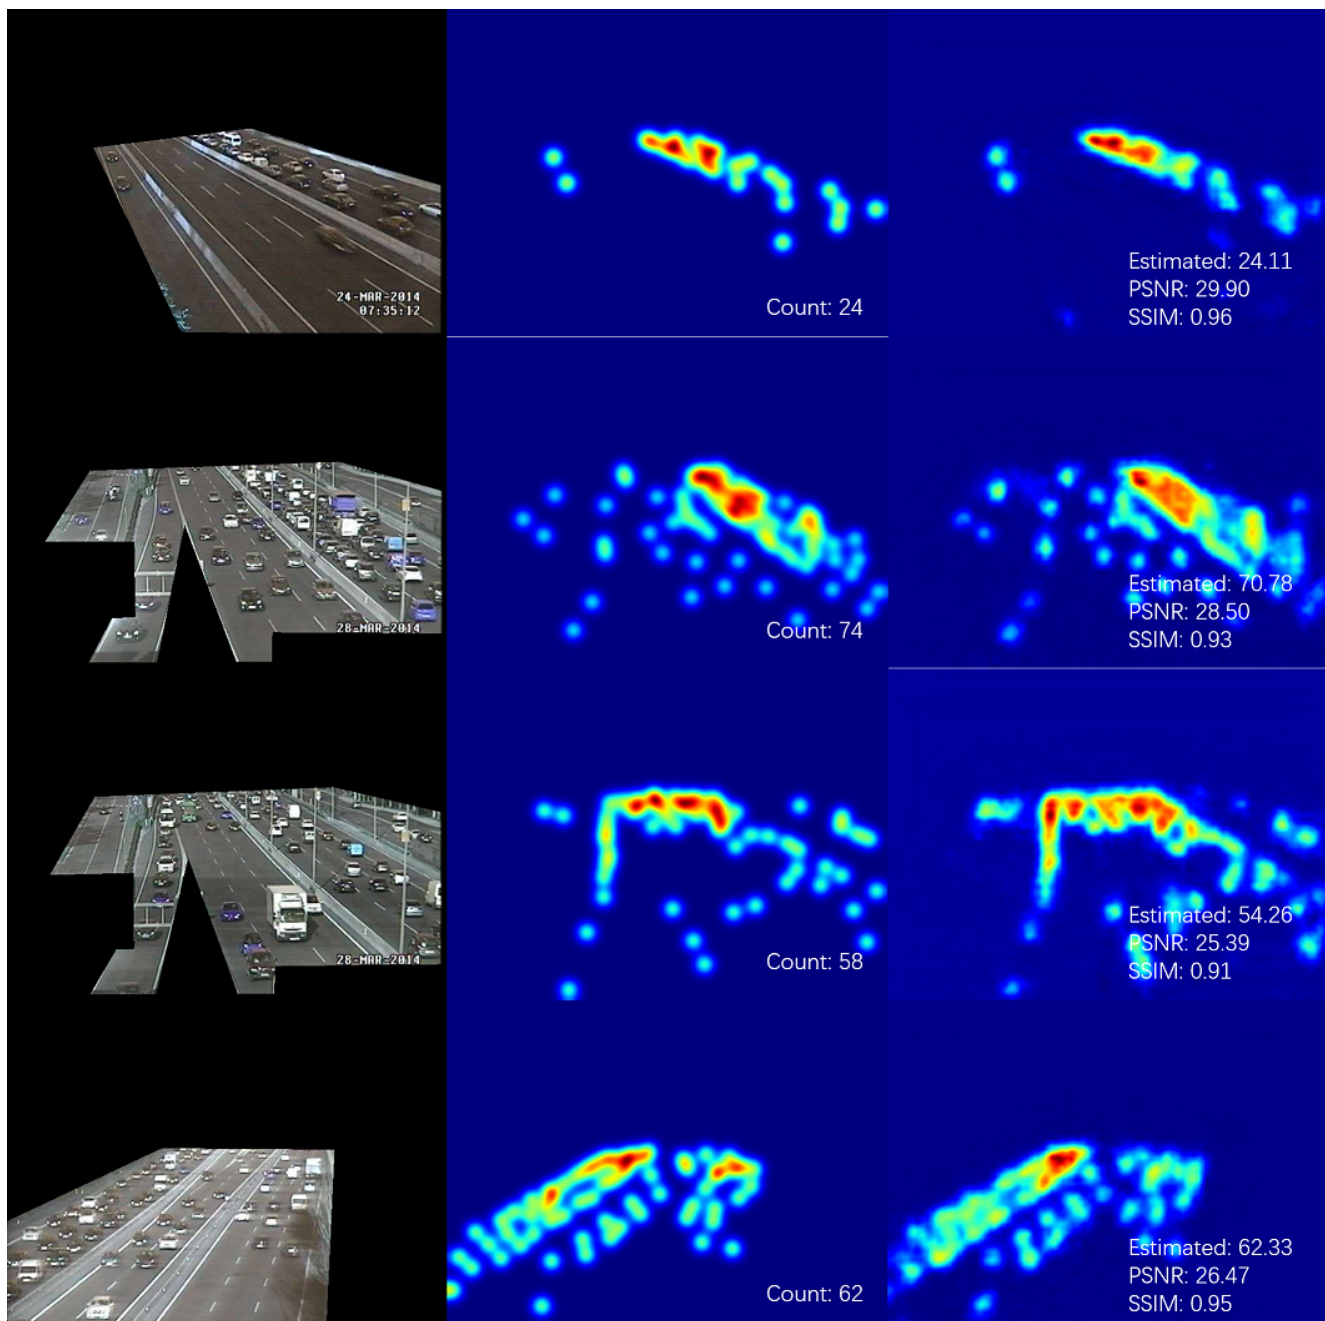 24-MAR-2014
07:35:12
Count: 24
Estimated: 24.11
PSNR: 29.90
SSIM: 0.96
28-MAR-2014
Count: 74
Estimated: 70.78
PSNR: 28.50
SSIM: 0.93
28-MAR-2014
Count: 58
Estimated: 54.26
PSNR: 25.39
SSIM: 0.91
Count: 62
Estimated: 62.33
PSNR: 26.47
SSIM: 0.95